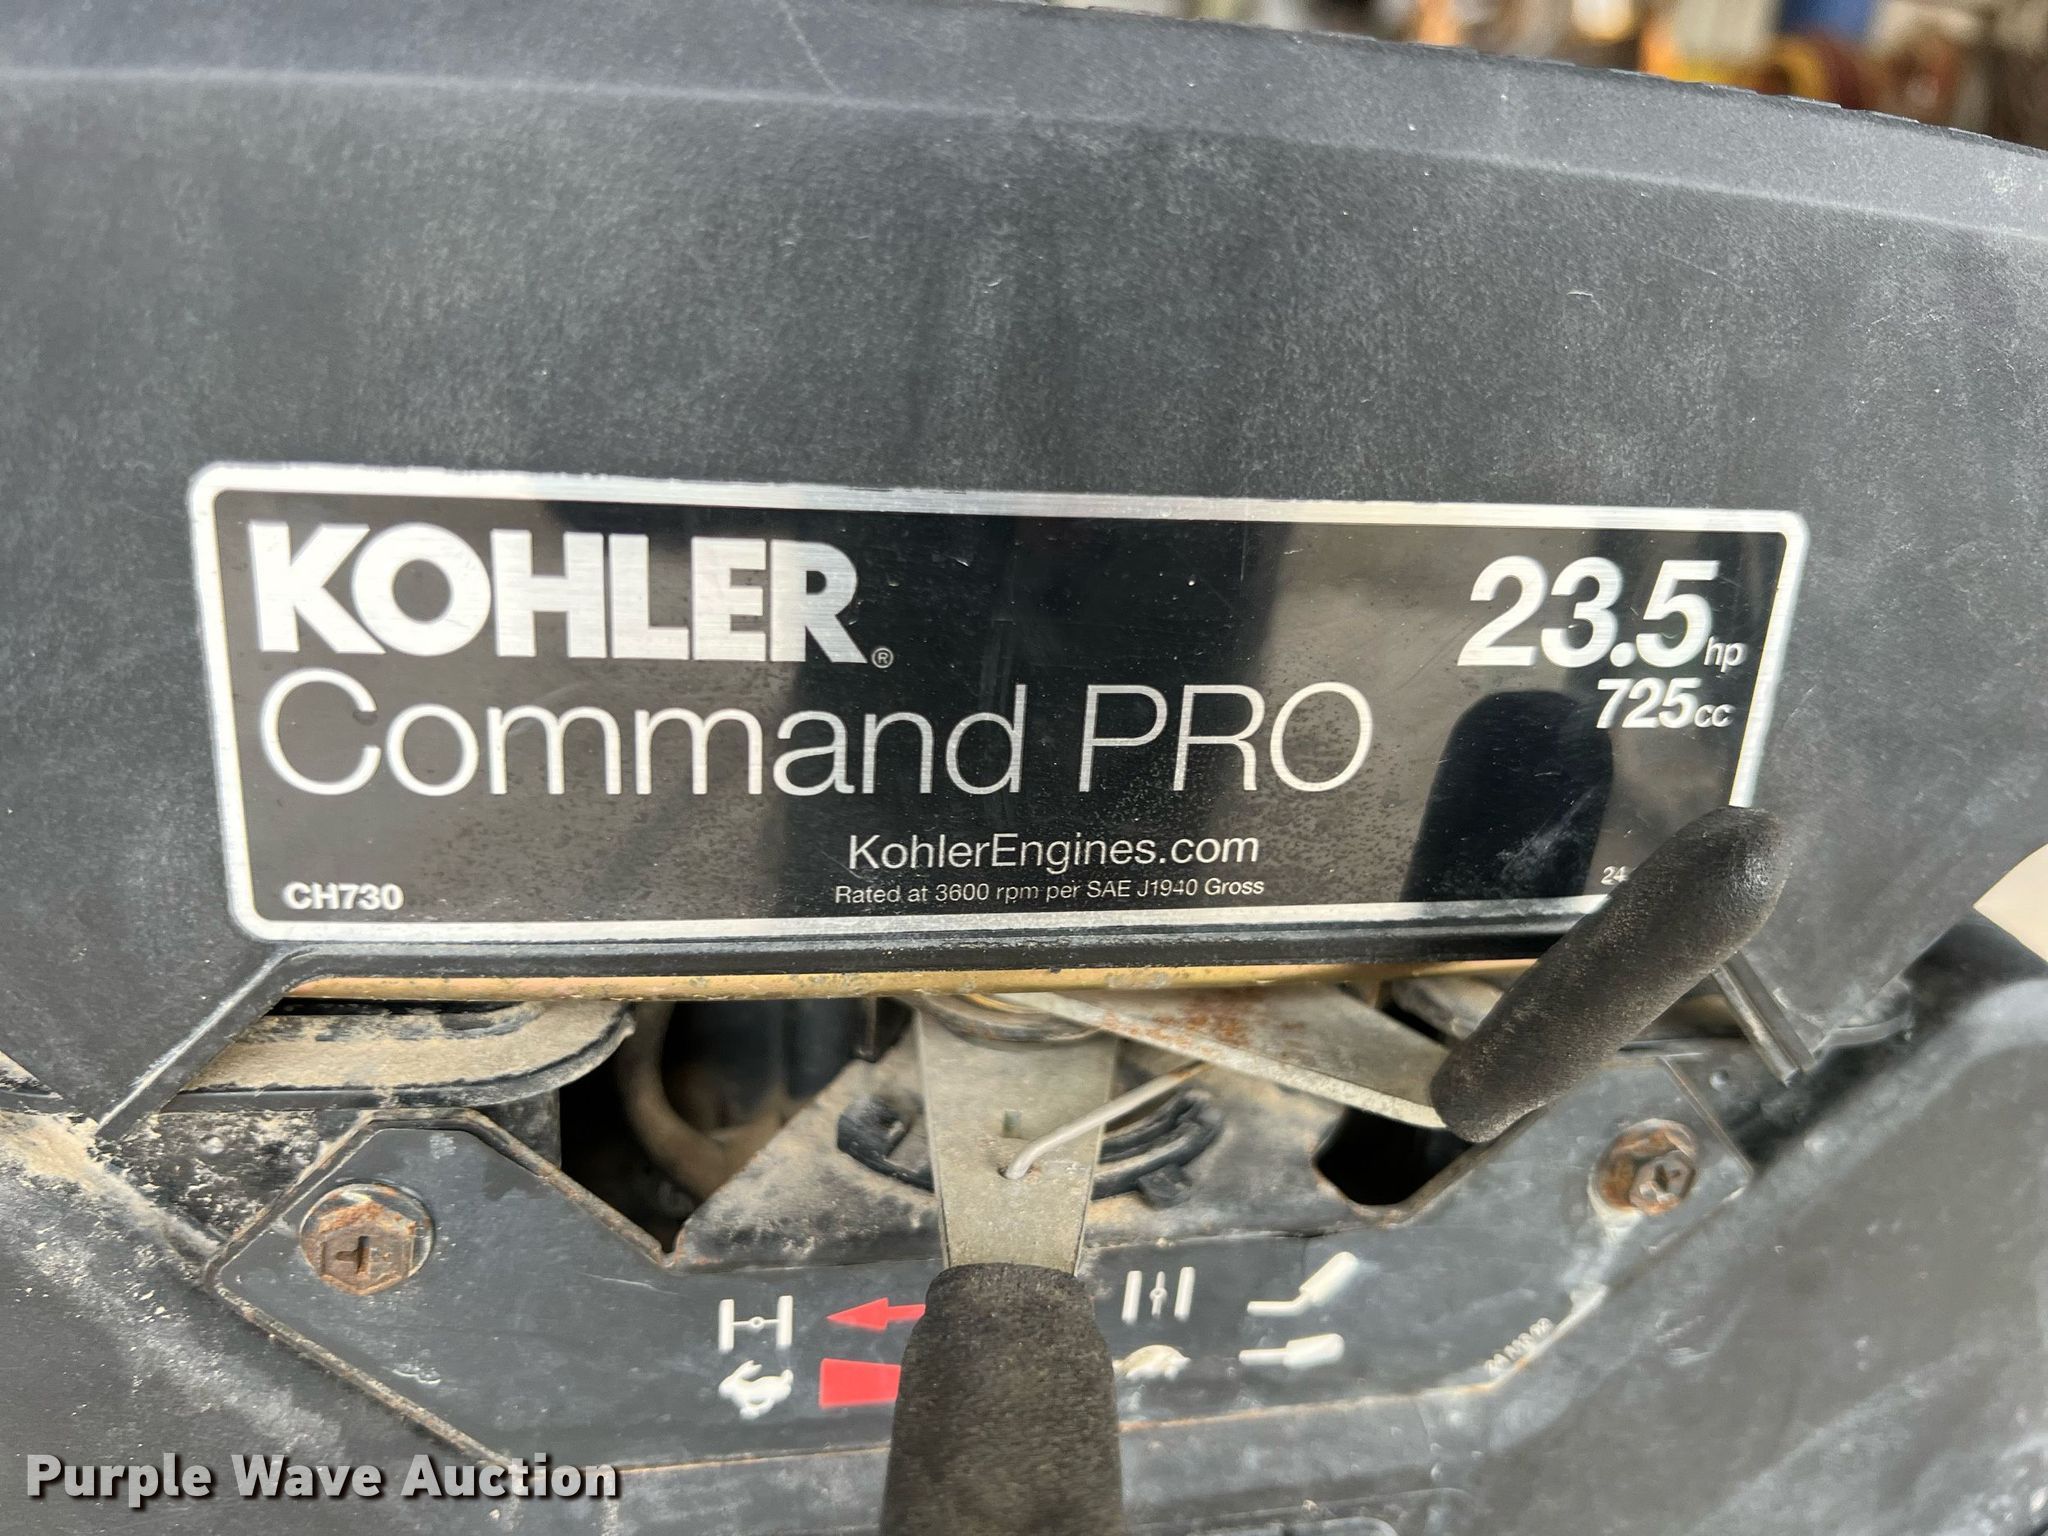 KOHLER®
23.5hp
Command PRO
725cc
KohlerEngines.com
CH730
Rated at 3600 rpm per SAE J1940 Gross
24
Purple Wave Auction